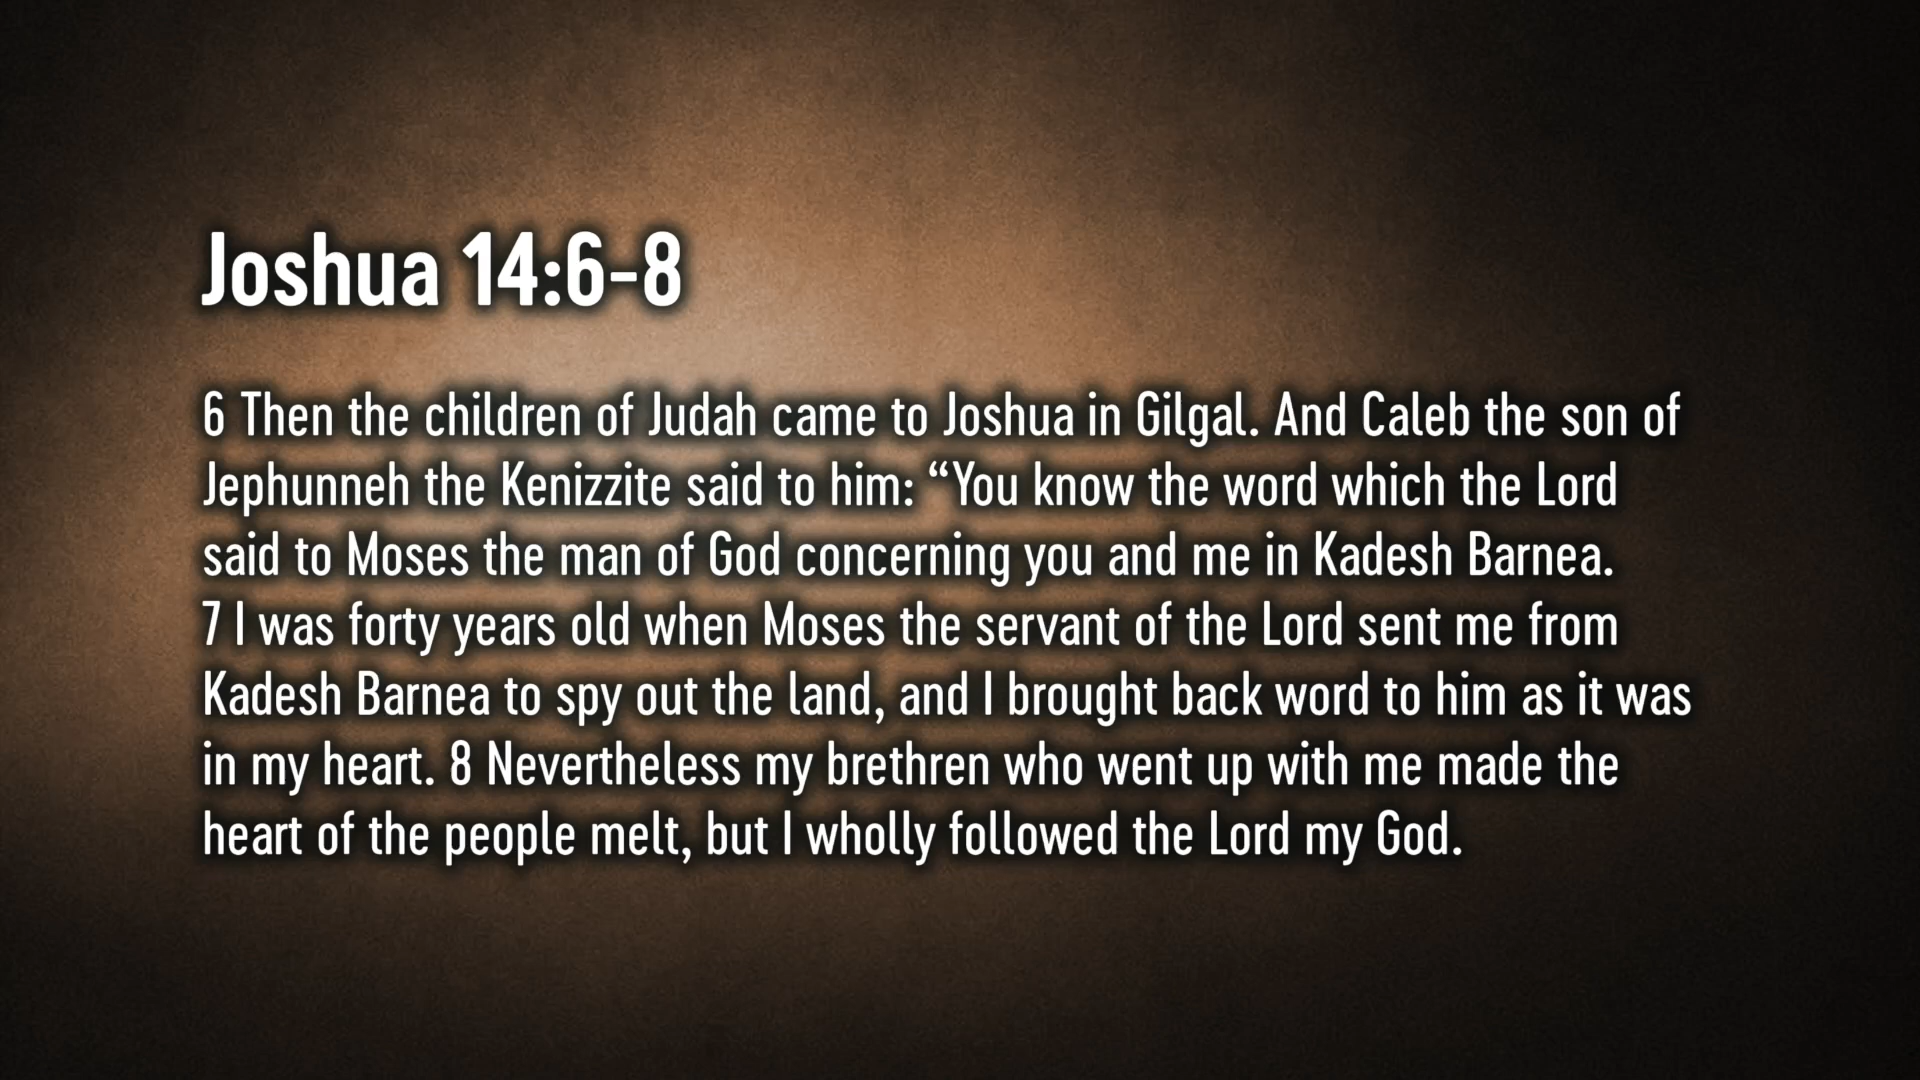 Joshua 14:6-8
6 Then the children of Judah came to Joshua in Gilgal. And Caleb the son of
Jephunneh the Kenizzite said to him: “You know the word which the Lord
said to Moses the man of God concerning you and me in Kadesh Barnea.
7 I was forty years old when Moses the servant of the Lord sent me from
Kadesh Barnea to spy out the land, and I brought back word to him as it was
in my heart. 8 Nevertheless my brethren who went up with me made the
heart of the people melt, but I wholly followed the Lord my God.